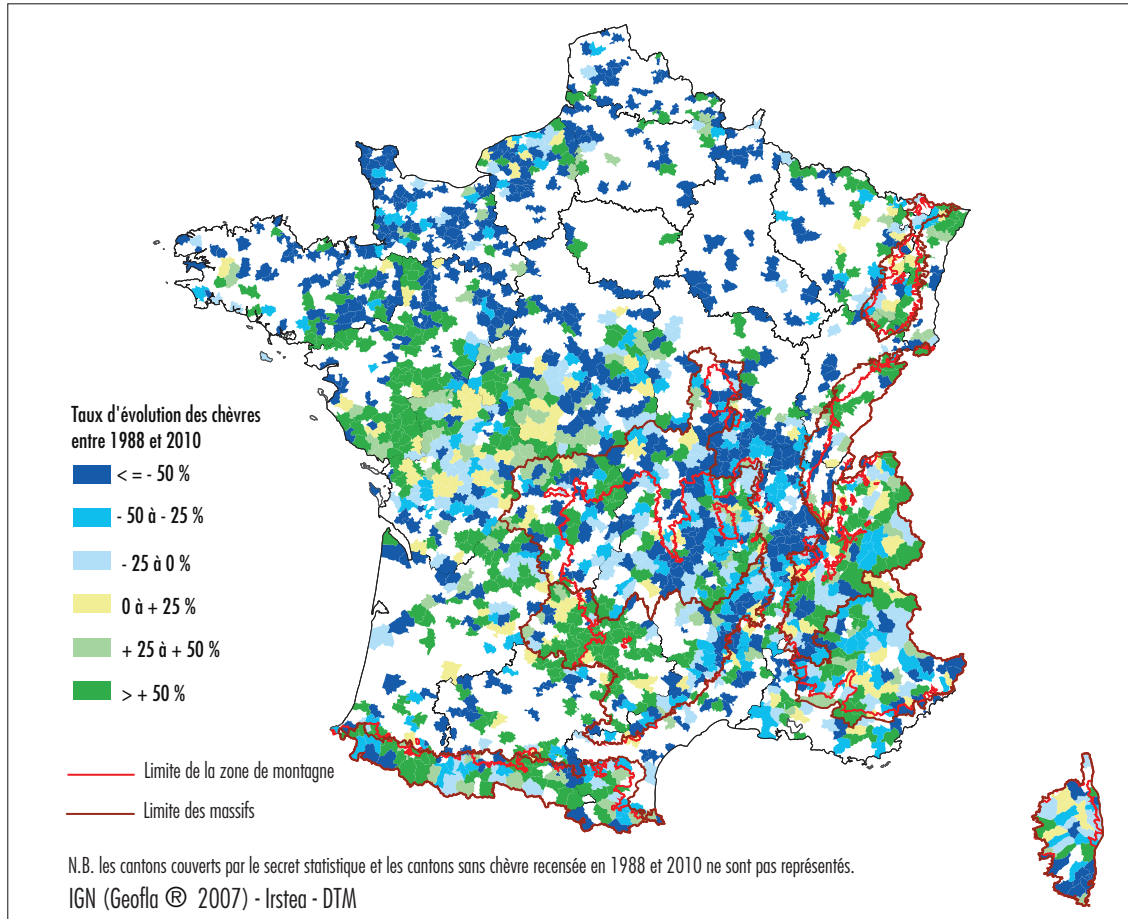 Taux d'évolution des chèvres
entre 1988 et 2010
< = - 50 %
- 50 à - 25 %
- 25 à 0 %
0 à + 25 %
+ 25 à + 50 %
> + 50 %
Limite de la zone de montagne
Limite des massifs
N.B. les cantons couverts par le secret statistique et les cantons sans chèvre recensée en 1988 et 2010 ne sont pas représentés.
IGN (Geofla ® 2007) - Irstea - DTM